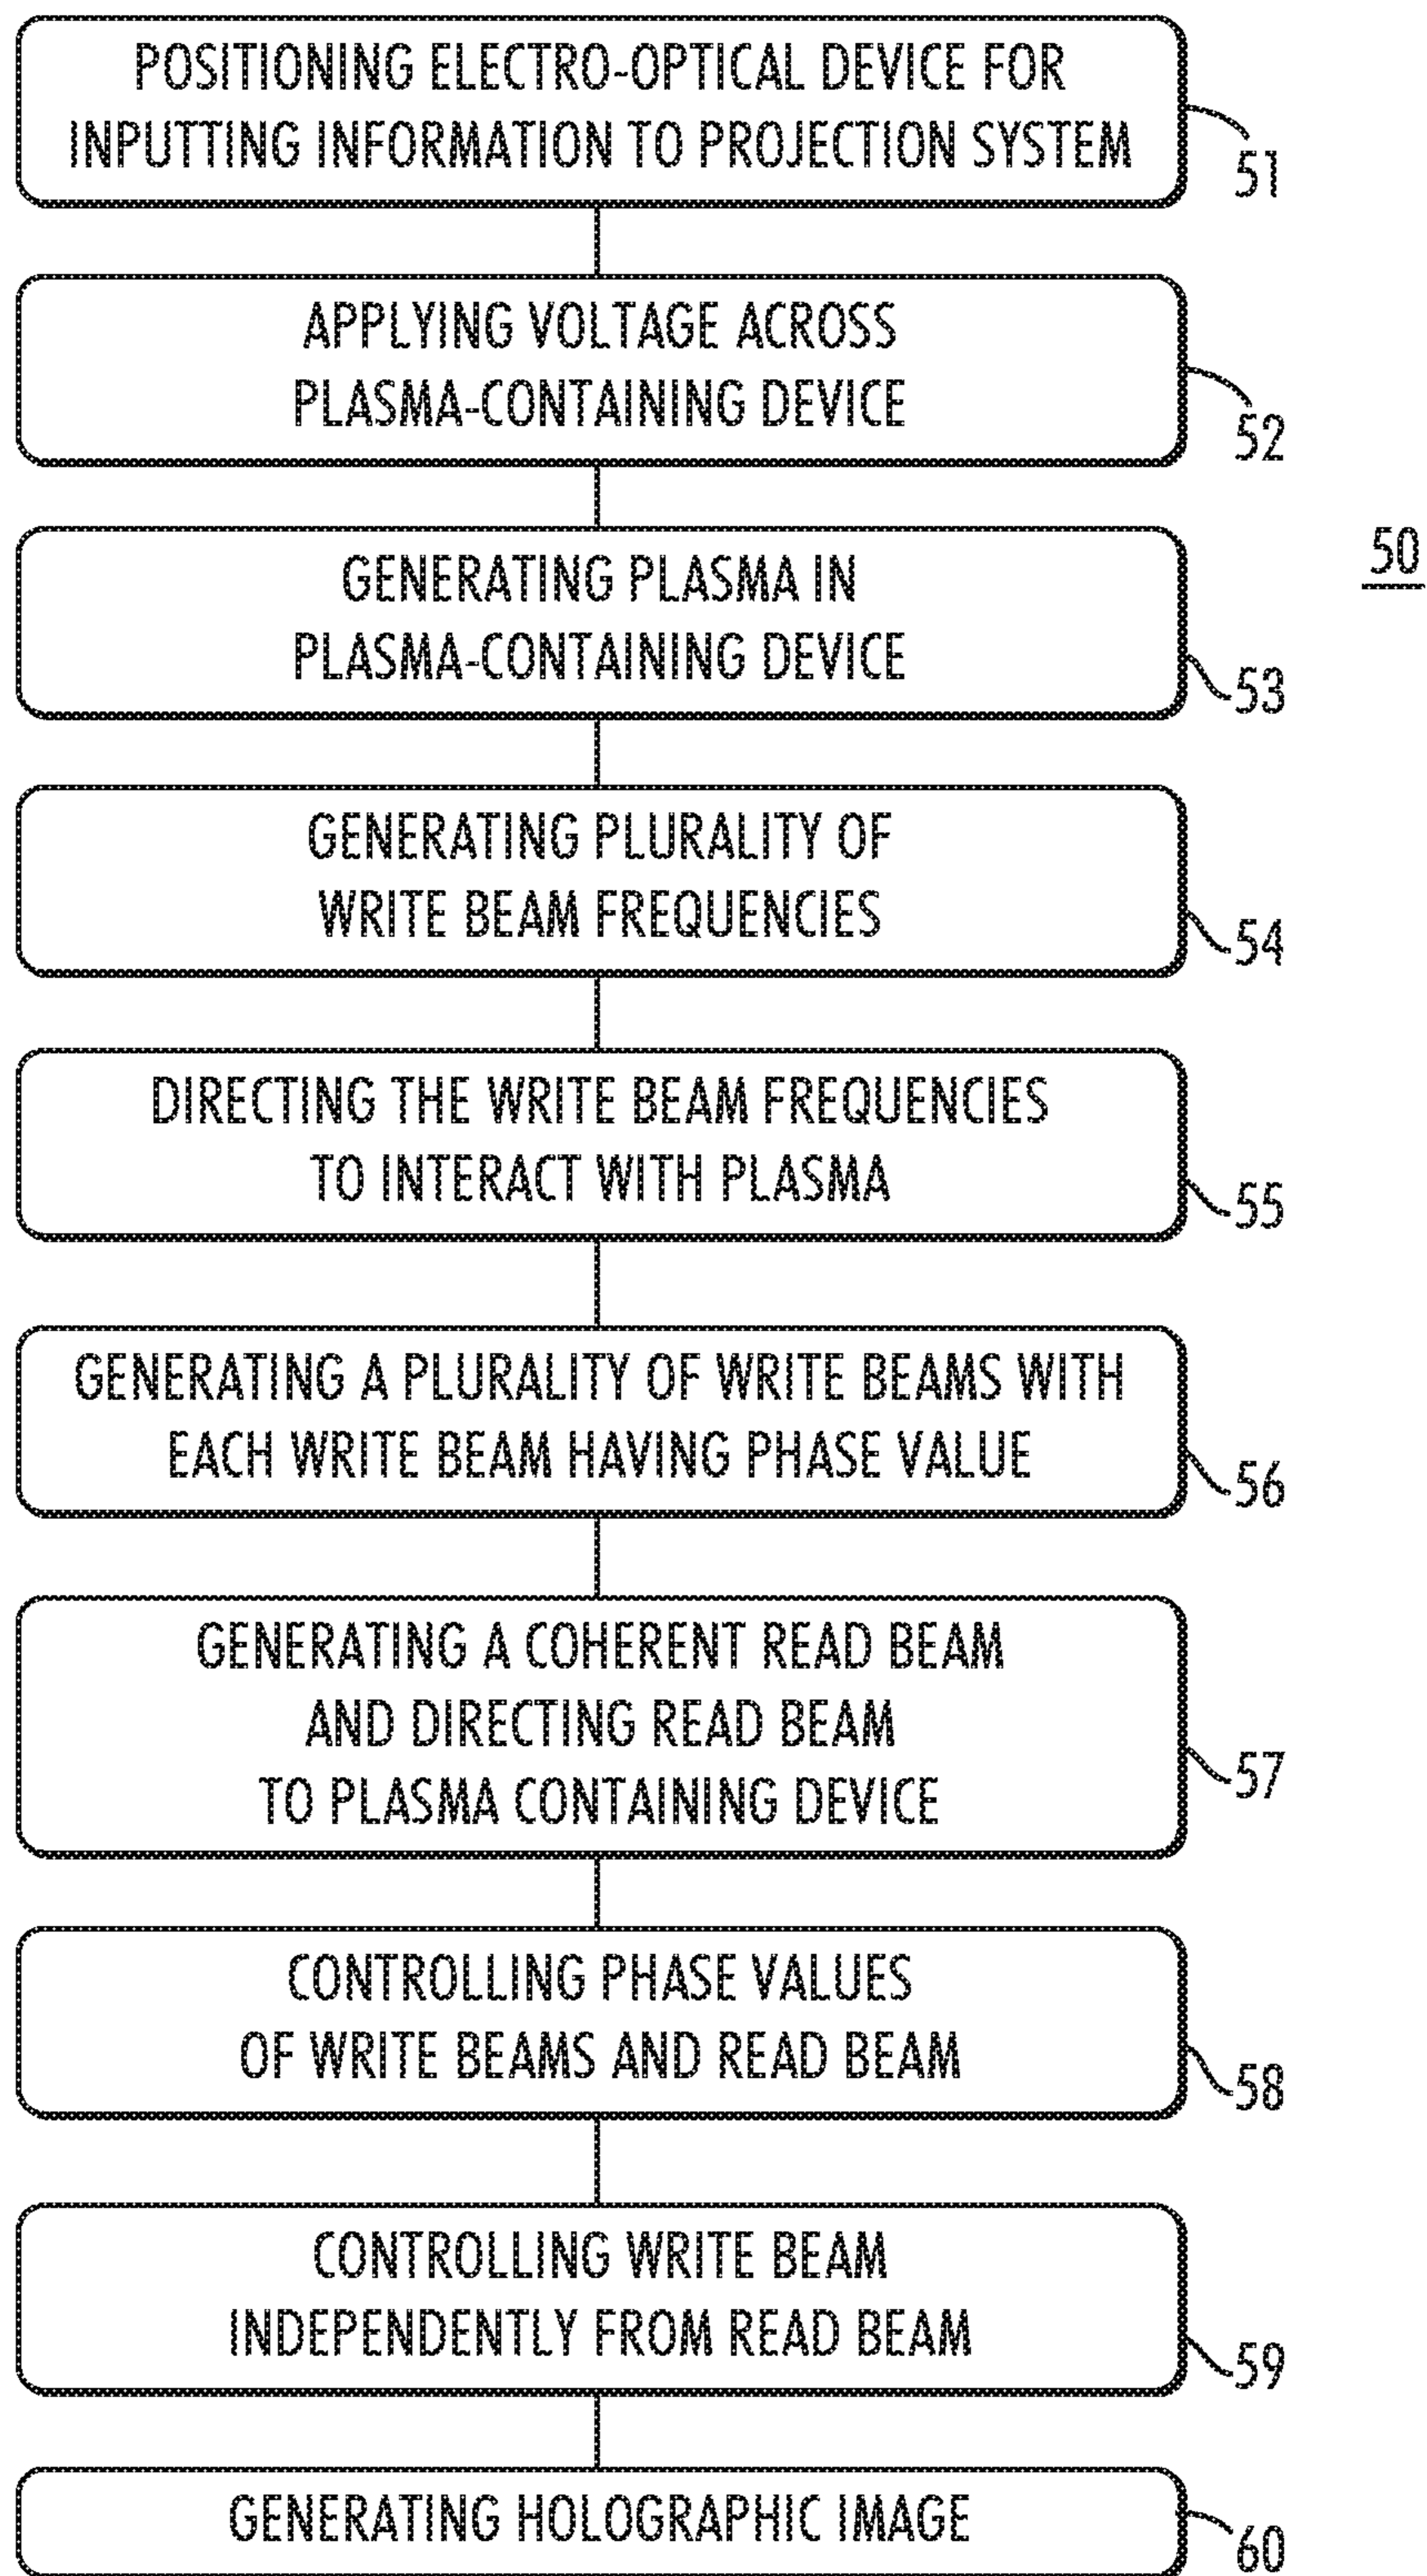 POSITIONING ELECTRO-OPTICAL DEVICE FOR
INPUTTING INFORMATION TO PROJECTION SYSTEM
51
APPLYING VOLTAGE ACROSS
PLASMA-CONTAINING DEVICE
52
50
GENERATING PLASMA IN
PLASMA-CONTAINING DEVICE
53
GENERATING PLURALITY OF
WRITE BEAM FREQUENCIES
54
DIRECTING THE WRITE BEAM FREQUENCIES
TO INTERACT WITH PLASMA
55
GENERATING A PLURALITY OF WRITE BEAMS WITH
EACH WRITE BEAM HAVING PHASE VALUE
56
GENERATING A COHERENT READ BEAM
AND DIRECTING READ BEAM
TO PLASMA CONTAINING DEVICE
57
CONTROLLING PHASE VALUES
OF WRITE BEAMS AND READ BEAM
58
CONTROLLING WRITE BEAM
INDEPENDENTLY FROM READ BEAM
59
GENERATING HOLOGRAPHIC IMAGE
60